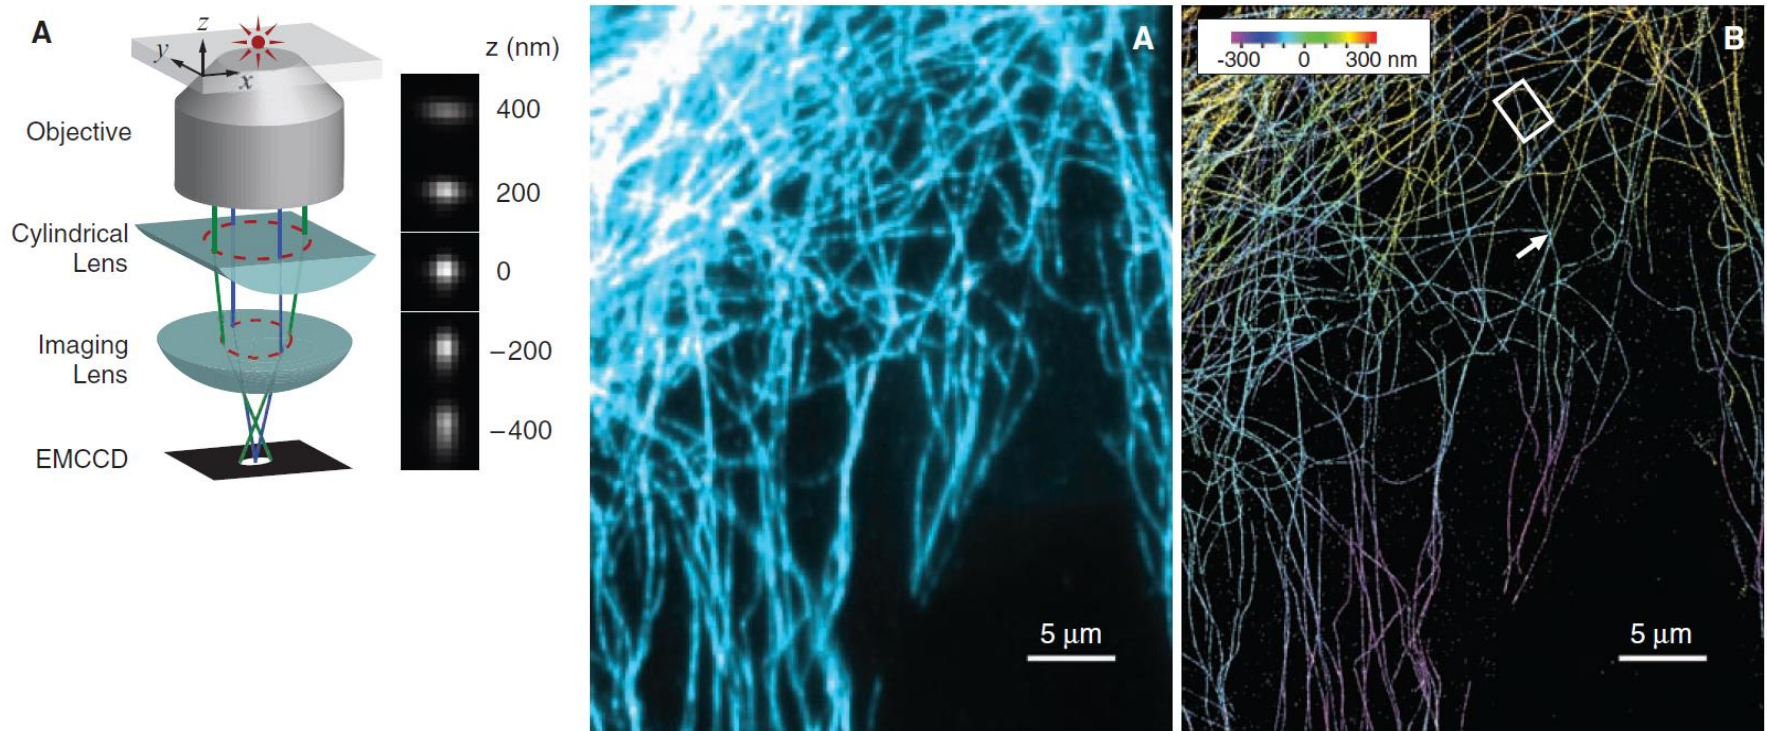 A
z
y
x
z (nm)
Objective
400
200
Cylindrical
Lens
0
Imaging
Lens
−200
−400
EMCCD
A
5 µm
B
-300 0 300 nm
5 µm